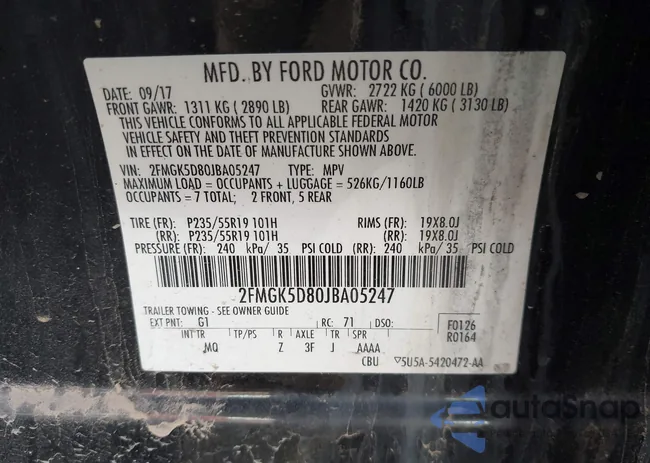 MFD. BY FORD MOTOR CO.
DATE: 09/17 GVWR: 2722 KG ( 6000 LB)
FRONT GAWR: 1311 KG ( 2890 LB) REAR GAWR: 1420 KG ( 3130 LB)
THIS VEHICLE CONFORMS TO ALL APPLICABLE FEDERAL MOTOR
VEHICLE SAFETY AND THEFT PREVENTION STANDARDS
IN EFFECT ON THE DATE OF MANUFACTURE SHOWN ABOVE.
VIN: 2FMGK5D80JBA05247 TYPE: MPV
MAXIMUM LOAD = OCCUPANTS + LUGGAGE = 526KG/1160LB
OCCUPANTS = 7 TOTAL; 2 FRONT, 5 REAR
TIRE (FR): P235/55R19 101H RIMS (FR): 19X8.0J
(RR): P235/55R19 101H (RR): 19X8.0J
PRESSURE (FR): 240 kPa/ 35 PSI COLD (RR): 240 kPa/ 35 PSI COLD
2FMGK5D80JBA05247
TRAILER TOWING - SEE OWNER GUIDE
EXT PNT: G1 RC: 71 DSO: F0126
R0164
INT TR TP/PS R AXLE TR SPR
MQ Z 3F J AAAA
CBU 5U5A-5420472-AA
autoSnap